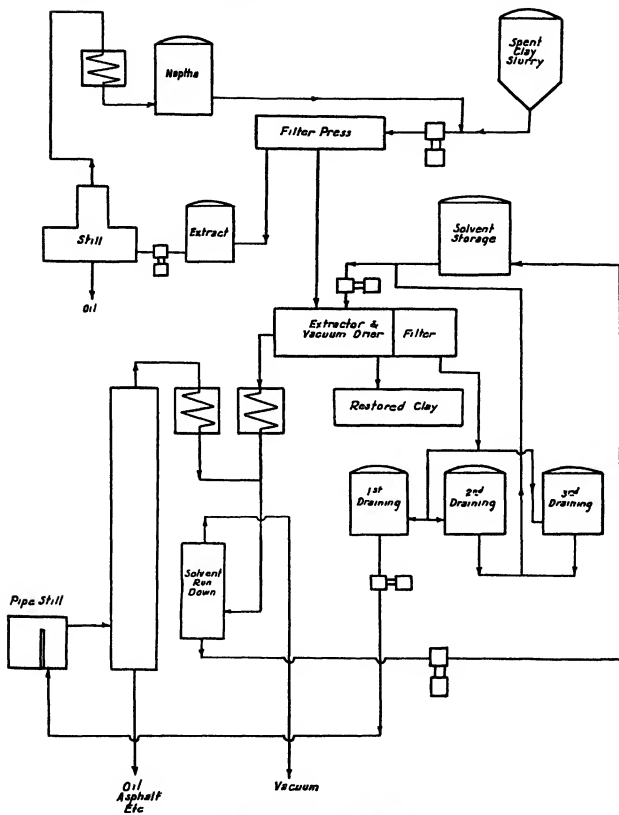 Spent
Clay
Slurry
Naptha
Filter Press
Still
Extract
Solvent
Storage
Oil
Extractor &
Vacuum Drier
Filter
Restored Clay
1st
Draining
2nd
Draining
3rd
Draining
Solvent
Run
Down
Pipe Still
Oil
Asphalt
Etc
Vacuum